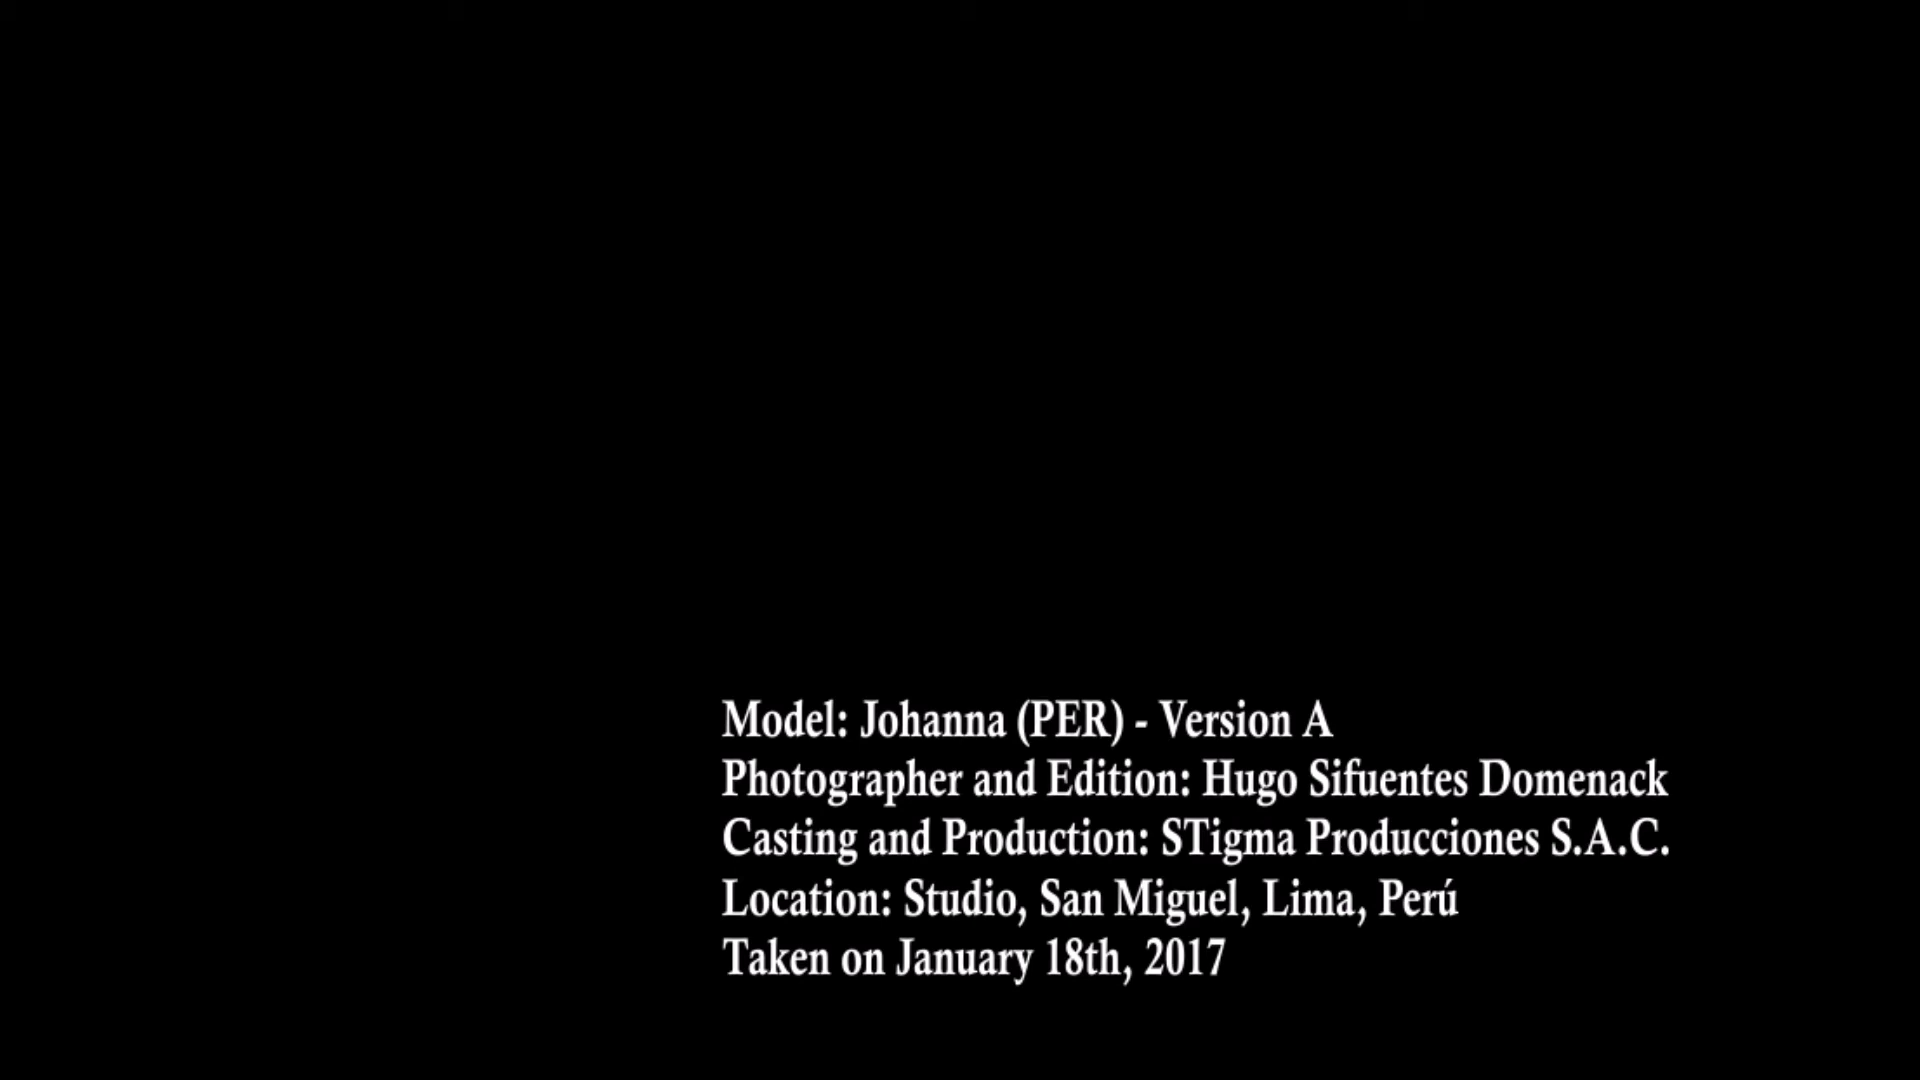 Model: Johanna (PER) - Version A
Photographer and Edition: Hugo Sifuentes Domenack
Casting and Production: STigma Producciones S.A.C.
Location: Studio, San Miguel, Lima, Perú
Taken on January 18th, 2017